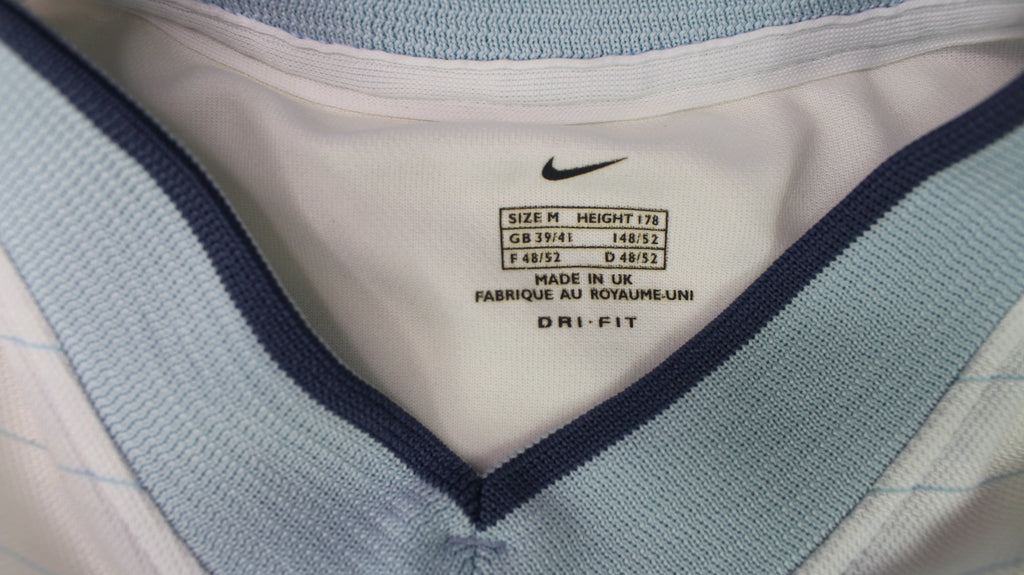 SIZE M HEIGHT 178
GB 39/41 I 48/52
F 48/52 D 48/52
MADE IN UK
FABRIQUE AU ROYAUME-UNI
DRI·FIT